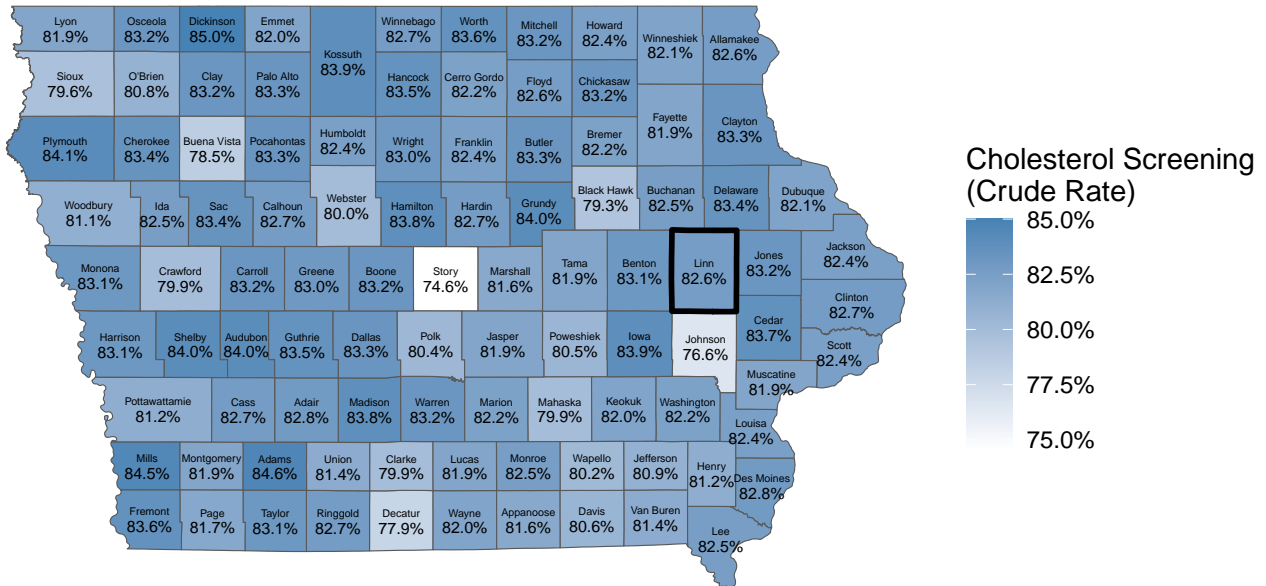 Lyon
81.9%
Osceola
83.2%
Dickinson
85.0%
Emmet
82.0%
Kossuth
83.9%
Winnebago
82.7%
Worth
83.6%
Mitchell
83.2%
Howard
82.4%
Winneshiek
82.1%
Allamakee
82.6%
Sioux
79.6%
O'Brien
80.8%
Clay
83.2%
Palo Alto
83.3%
Hancock
83.5%
Cerro Gordo
82.2%
Floyd
82.6%
Chickasaw
83.2%
Fayette
81.9%
Clayton
83.3%
Plymouth
84.1%
Cherokee
83.4%
Buena Vista
78.5%
Pocahontas
83.3%
Humboldt
82.4%
Wright
83.0%
Franklin
82.4%
Butler
83.3%
Bremer
82.2%
Woodbury
81.1%
Ida
82.5%
Sac
83.4%
Calhoun
82.7%
Webster
80.0%
Hamilton
83.8%
Hardin
82.7%
Grundy
84.0%
Black Hawk
79.3%
Buchanan
82.5%
Delaware
83.4%
Dubuque
82.1%
Monona
83.1%
Crawford
79.9%
Carroll
83.2%
Greene
83.0%
Boone
83.2%
Story
74.6%
Marshall
81.6%
Tama
81.9%
Benton
83.1%
Linn
82.6%
Jones
83.2%
Jackson
82.4%
Clinton
82.7%
Harrison
83.1%
Shelby
84.0%
Audubon
84.0%
Guthrie
83.5%
Dallas
83.3%
Polk
80.4%
Jasper
81.9%
Poweshiek
80.5%
Iowa
83.9%
Johnson
76.6%
Cedar
83.7%
Scott
82.4%
Muscatine
81.9%
Pottawattamie
81.2%
Cass
82.7%
Adair
82.8%
Madison
83.8%
Warren
83.2%
Marion
82.2%
Mahaska
79.9%
Keokuk
82.0%
Washington
82.2%
Louisa
82.4%
Mills
84.5%
Montgomery
81.9%
Adams
84.6%
Union
81.4%
Clarke
79.9%
Lucas
81.9%
Monroe
82.5%
Wapello
80.2%
Jefferson
80.9%
Henry
81.2%
Des Moines
82.8%
Fremont
83.6%
Page
81.7%
Taylor
83.1%
Ringgold
82.7%
Decatur
77.9%
Wayne
82.0%
Appanoose
81.6%
Davis
80.6%
Van Buren
81.4%
Lee
82.5%
Cholesterol Screening
(Crude Rate)
85.0%
82.5%
80.0%
77.5%
75.0%